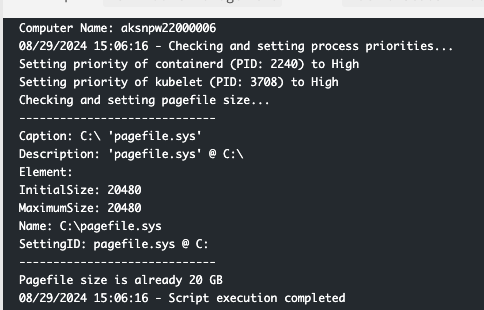 Computer Name: aksnpw22000006
08/29/2024 15:06:16 - Checking and setting process priorities...
Setting priority of containerd (PID: 2240) to High
Setting priority of kubelet (PID: 3708) to High
Checking and setting pagefile size...
----------------------------
Caption: C:\ 'pagefile.sys'
Description: 'pagefile.sys' @ C:\
Element:
InitialSize: 20480
MaximumSize: 20480
Name: C:\pagefile.sys
SettingID: pagefile.sys @ C:
----------------------------
Pagefile size is already 20 GB
08/29/2024 15:06:16 - Script execution completed